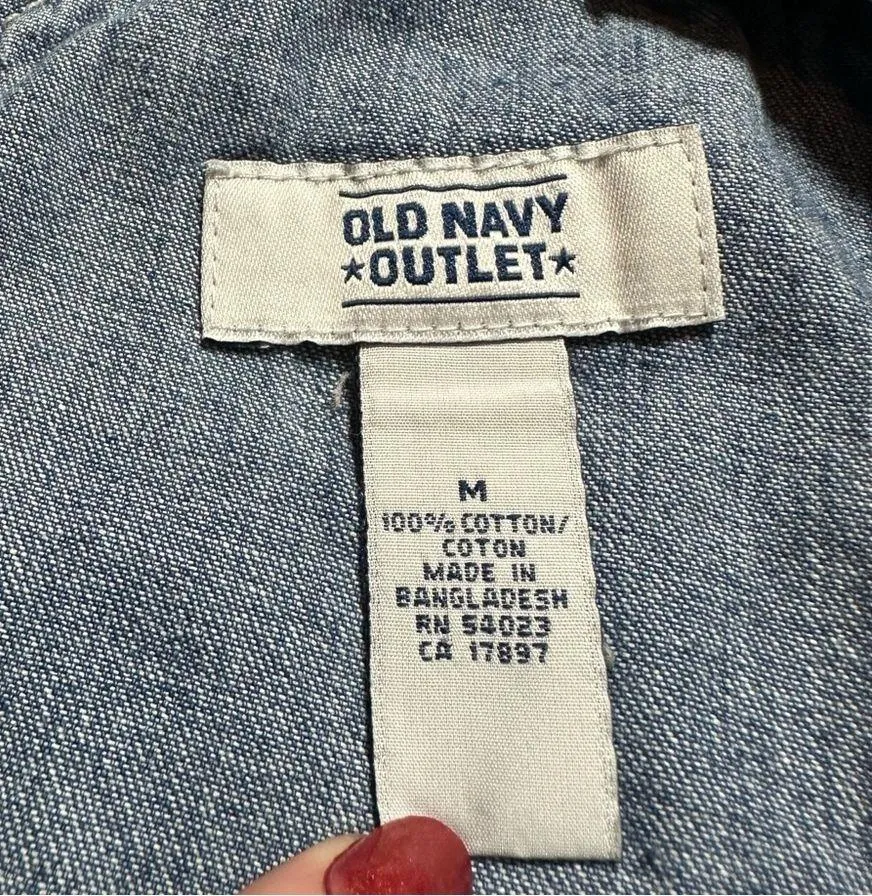 OLD NAVY
★OUTLET★
M
100% COTTON/
COTON
MADE IN
BANGLADESH
RN 54023
CA 17897